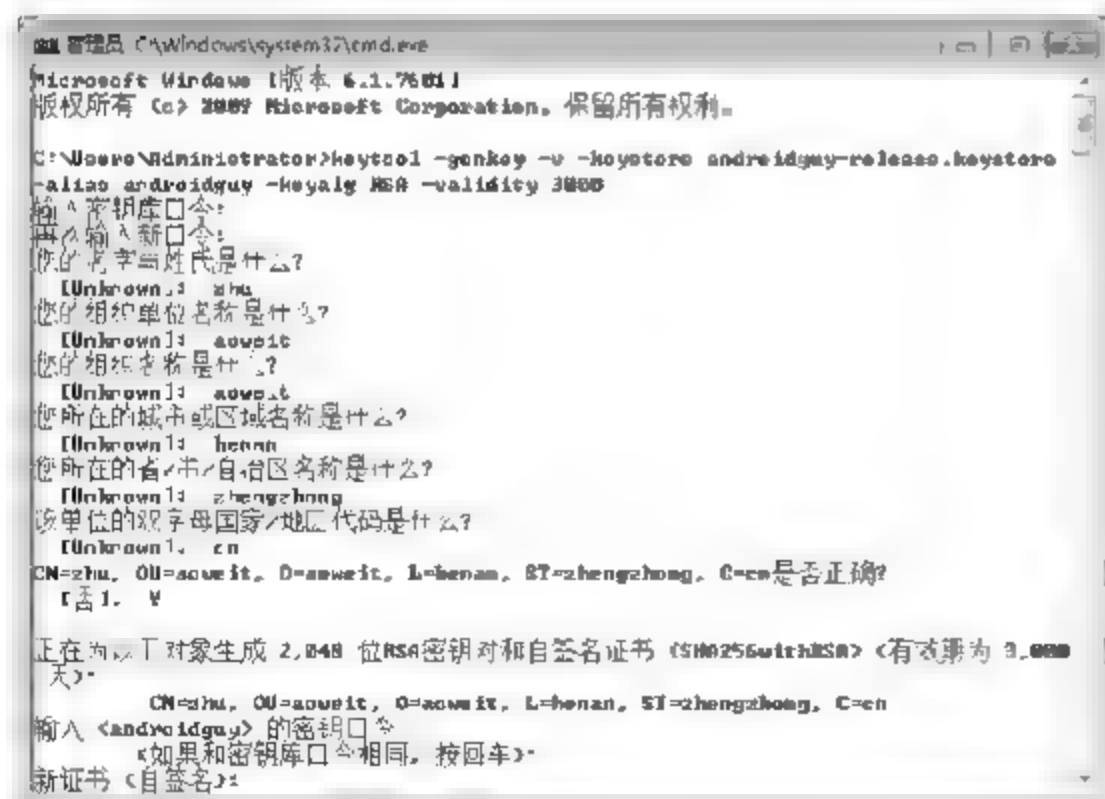 管理员: C:\Windows\system32\cmd.exe
Microsoft Windows [版本 6.1.7601]
版权所有 (c) 2009 Microsoft Corporation。保留所有权利。
C:\Users\Administrator>keytool -genkey -v -keystore androidguy-release.keystore
-alias androidguy -keyalg RSA -validity 3000
输入密钥库口令:
再次输入新口令:
您的名字与姓氏是什么?
[Unknown]: zhu
您的组织单位名称是什么?
[Unknown]: aoweit
您的组织名称是什么?
[Unknown]: aoweit
您所在的城市或区域名称是什么?
[Unknown]: henan
您所在的省/市/自治区名称是什么?
[Unknown]: zhengzhong
该单位的双字母国家/地区代码是什么?
[Unknown]: cn
CN=zhu, OU=aoweit, O=aoweit, L=henan, ST=zhengzhong, C=cn是否正确?
[否]: Y
正在为以下对象生成 2,048 位RSA密钥对和自签名证书 (SHA256withRSA) (有效期为 3,000
天):
CN=zhu, OU=aoweit, O=aoweit, L=henan, ST=zhengzhong, C=cn
输入 <androidguy> 的密钥口令
(如果和密钥库口令相同, 按回车):
新证书 (自签名):